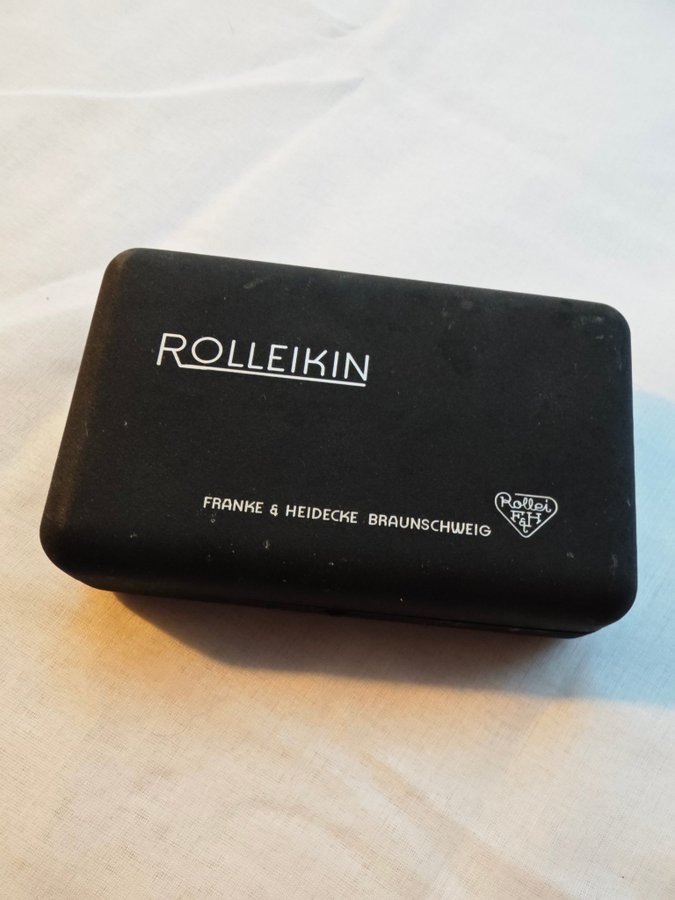 ROLLEIKIN
FRANKE & HEIDECKE BRAUNSCHWEIG
Rollei
F&H